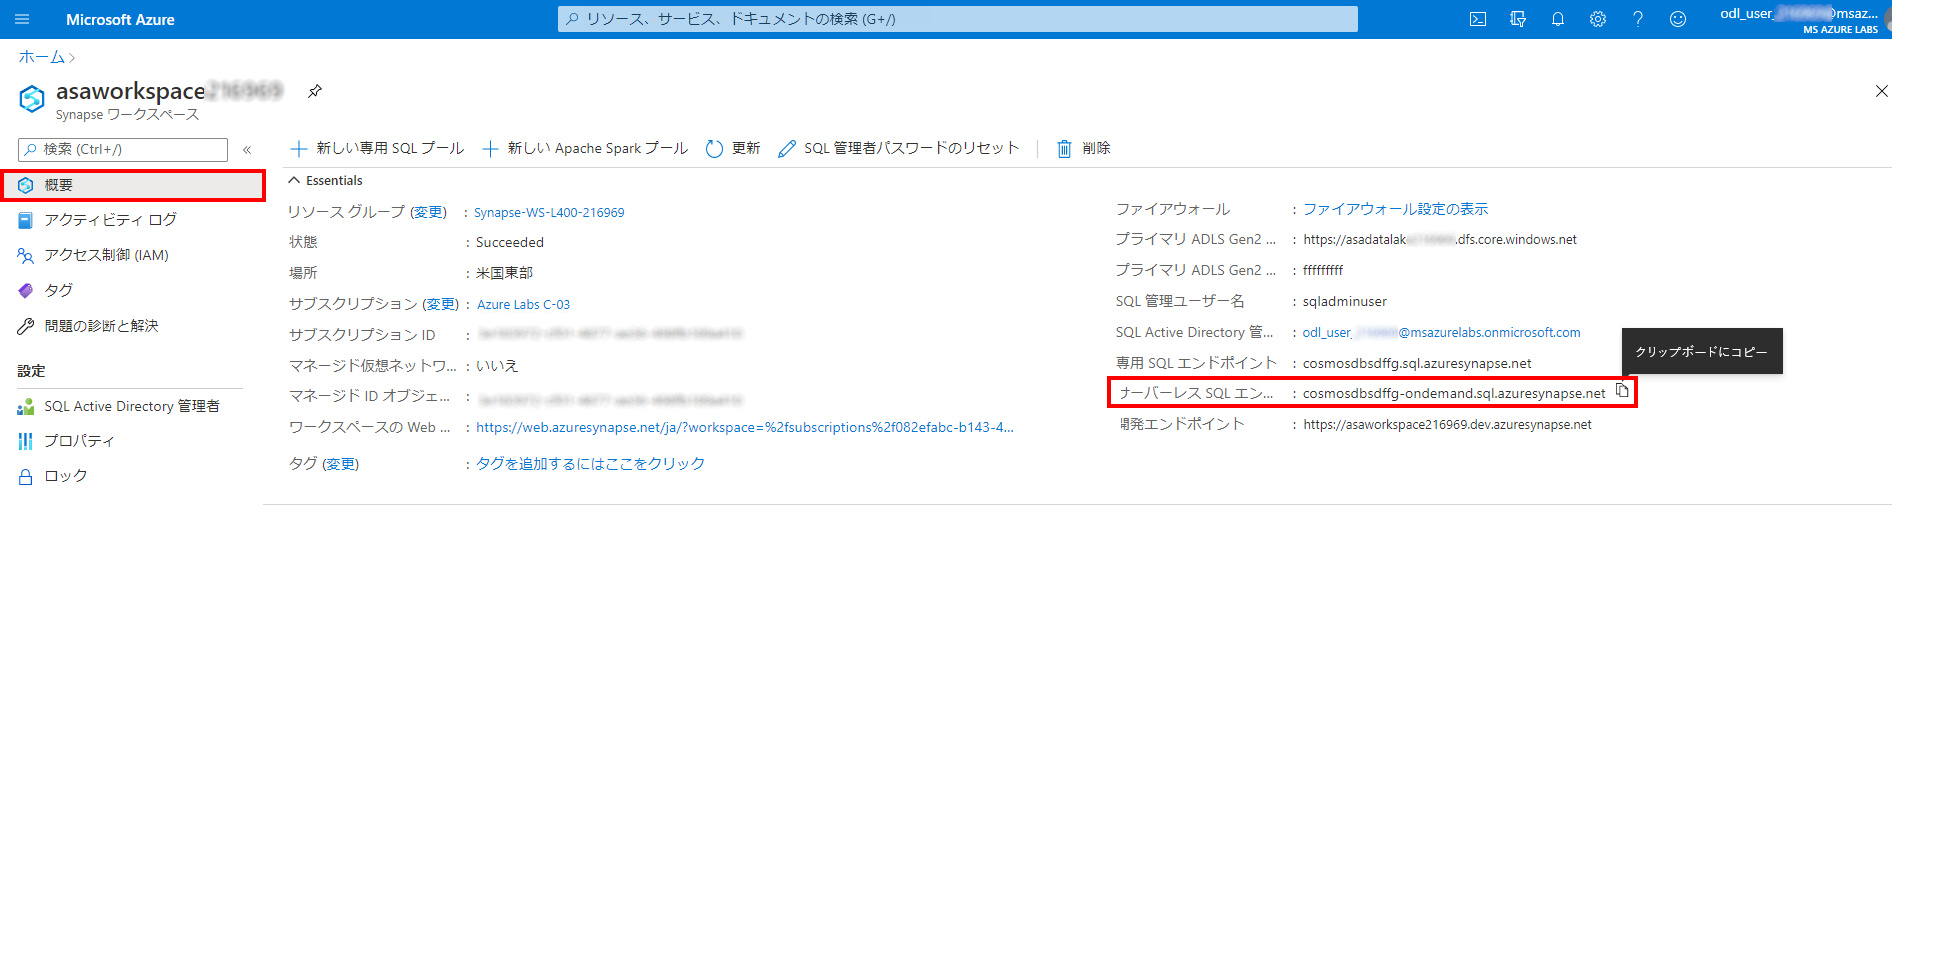 Microsoft Azure
リソース、サービス、ドキュメントの検索 (G+/)
odl_user_ @msaz...
MS AZURE LABS
ホーム
asaworkspace
Synapse ワークスペース
検索 (Ctrl+/)
«
新しい専用 SQL プール
新しい Apache Spark プール
更新
SQL 管理者パスワードのリセット
削除
概要
アクティビティ ログ
アクセス制御 (IAM)
タグ
問題の診断と解決
設定
SQL Active Directory 管理者
プロパティ
ロック
Essentials
リソース グループ (変更) : Synapse-WS-L400-216969
状態 : Succeeded
場所 : 米国東部
サブスクリプション (変更) : Azure Labs C-03
サブスクリプション ID :
マネージド仮想ネットワ... : いいえ
マネージド ID オブジェ... :
ワークスペースの Web ... : https://web.azuresynapse.net/ja/?workspace=%2fsubscriptions%2f082efabc-b143-4...
タグ (変更) : タグを追加するにはここをクリック
ファイアウォール : ファイアウォール設定の表示
プライマリ ADLS Gen2 ... : https://asadatalak .dfs.core.windows.net
プライマリ ADLS Gen2 ... : fffffffff
SQL 管理ユーザー名 : sqladminuser
SQL Active Directory 管... : odl_user_ @msazurelabs.onmicrosoft.com
クリップボードにコピー
専用 SQL エンドポイント : cosmosdbsdffg.sql.azuresynapse.net
サーバーレス SQL エン... : cosmosdbsdffg-ondemand.sql.azuresynapse.net
開発エンドポイント : https://asaworkspace216969.dev.azuresynapse.net